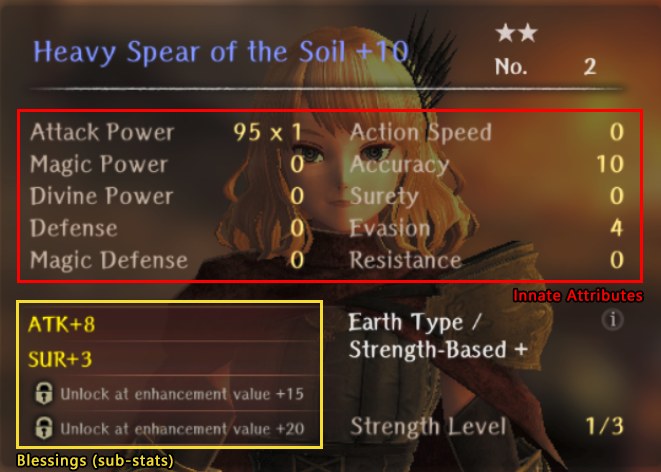 Heavy Spear of the Soil +10
★★
No. 2
Attack Power 95 x 1 Action Speed 0
Magic Power 0 Accuracy 10
Divine Power 0 Surety 0
Defense 0 Evasion 4
Magic Defense 0 Resistance 0
Innate Attributes
ATK+8
SUR+3
Unlock at enhancement value +15
Unlock at enhancement value +20
Blessings (sub-stats)
Earth Type /
Strength-Based +
i
Strength Level 1/3